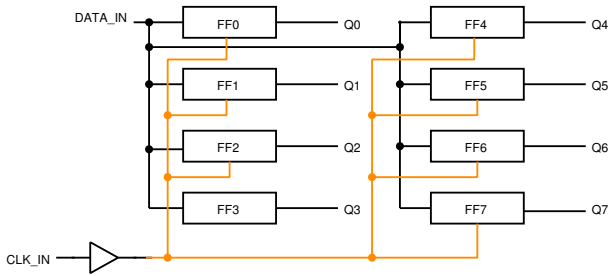 DATA_IN FF0 Q0 FF4 Q4
FF1 Q1 FF5 Q5
FF2 Q2 FF6 Q6
FF3 Q3 FF7 Q7
CLK_IN